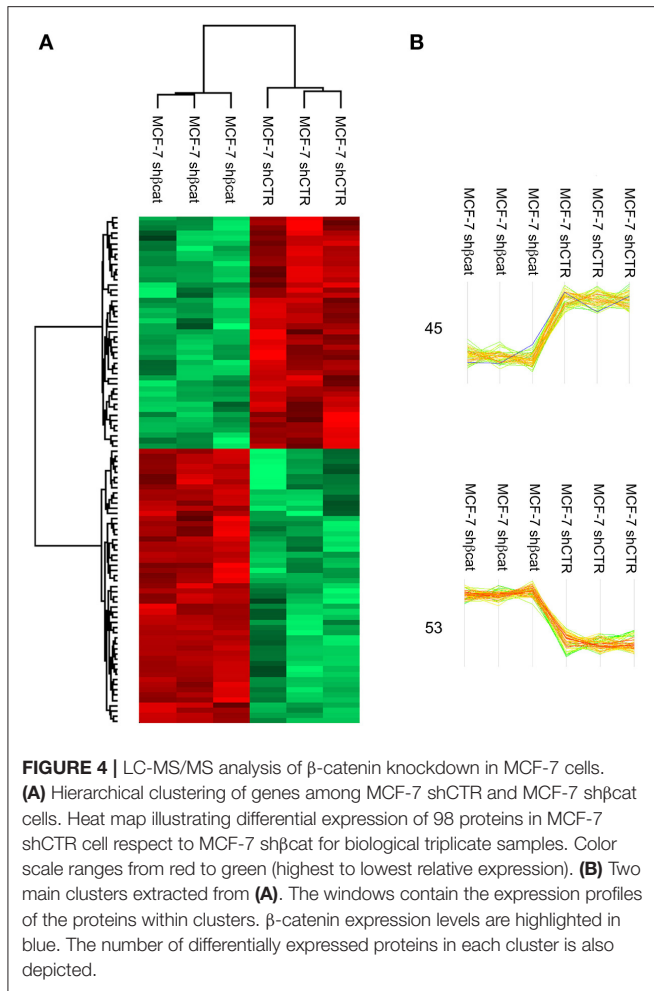 A
B
MCF-7 shβcat
MCF-7 shβcat
MCF-7 shβcat
MCF-7 shCTR
MCF-7 shCTR
MCF-7 shCTR
MCF-7 shβcat
MCF-7 shβcat
MCF-7 shβcat
MCF-7 shCTR
MCF-7 shCTR
MCF-7 shCTR
45
MCF-7 shβcat
MCF-7 shβcat
MCF-7 shβcat
MCF-7 shCTR
MCF-7 shCTR
MCF-7 shCTR
53
FIGURE 4 | LC-MS/MS analysis of β-catenin knockdown in MCF-7 cells.
(A) Hierarchical clustering of genes among MCF-7 shCTR and MCF-7 shβcat
cells. Heat map illustrating differential expression of 98 proteins in MCF-7
shCTR cell respect to MCF-7 shβcat for biological triplicate samples. Color
scale ranges from red to green (highest to lowest relative expression). (B) Two
main clusters extracted from (A). The windows contain the expression profiles
of the proteins within clusters. β-catenin expression levels are highlighted in
blue. The number of differentially expressed proteins in each cluster is also
depicted.